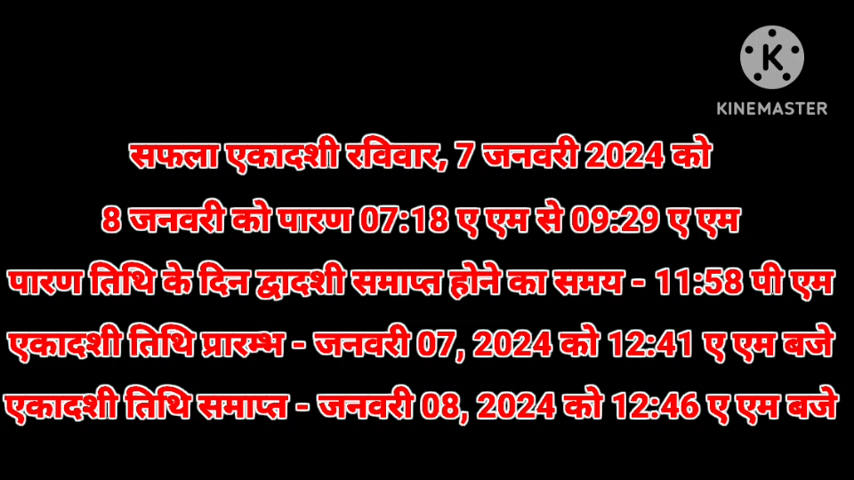 KINEMASTER
सफला एकादशी रविवार, 7 जनवरी 2024 को
8 जनवरी को पारण 07:18 ए एम से 09:29 ए एम
पारण तिथि के दिन द्वादशी समाप्त होने का समय - 11:58 पी एम
एकादशी तिथि प्रारम्भ - जनवरी 07, 2024 को 12:41 ए एम बजे
एकादशी तिथि समाप्त - जनवरी 08, 2024 को 12:46 ए एम बजे